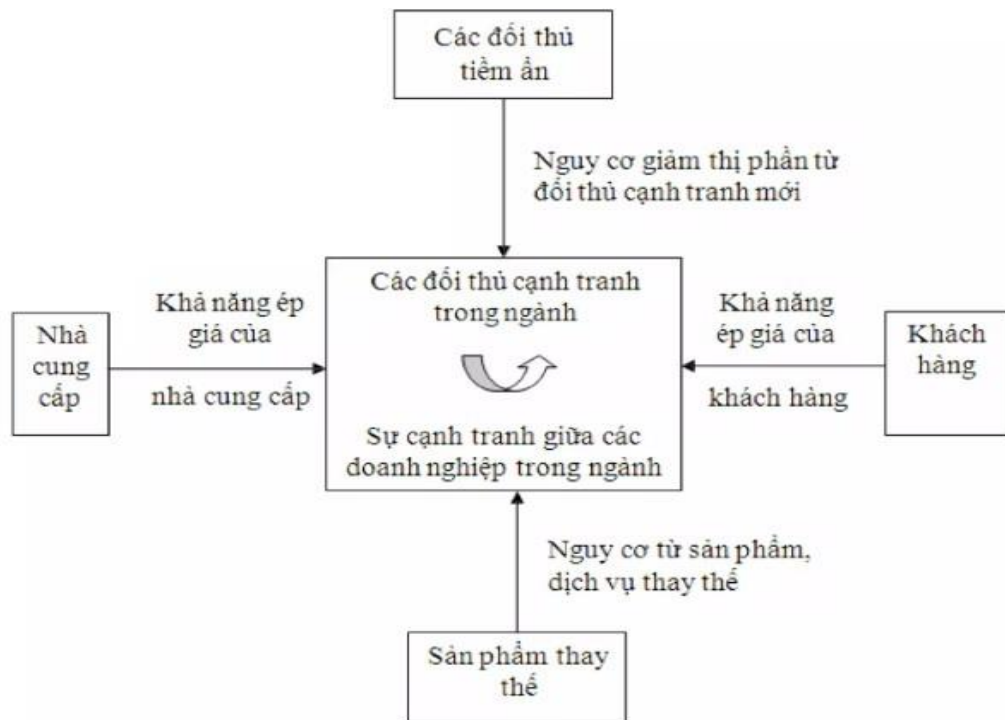 Các đối thủ
tiềm ẩn
Nguy cơ giảm thị phần từ
đối thủ cạnh tranh mới
Các đối thủ cạnh tranh
trong ngành
Khả năng ép
giá của
nhà cung cấp
Nhà
cung
cấp
Khả năng
ép giá của
khách hàng
Khách
hàng
Sự cạnh tranh giữa các
doanh nghiệp trong ngành
Nguy cơ từ sản phẩm,
dịch vụ thay thế
Sản phẩm thay
thế